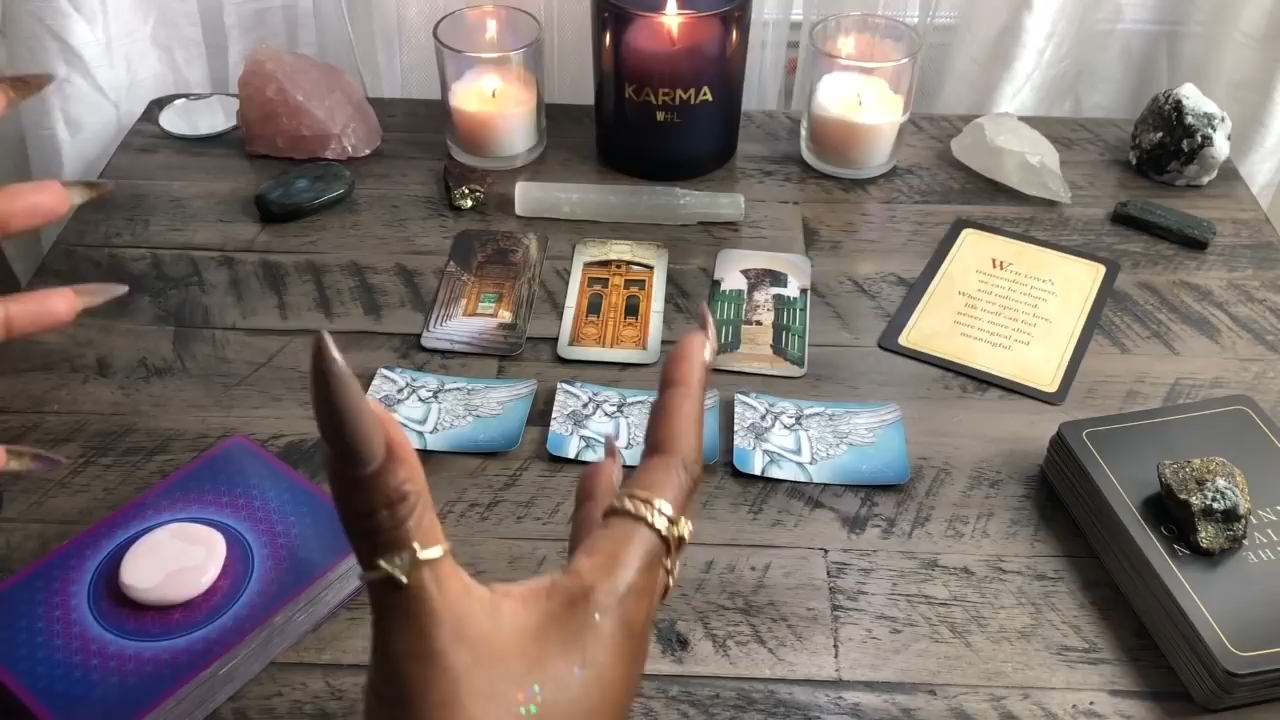 KARMA
W+L
WITH LOVE'S
transcendent power,
we can be reborn
and redirected.
When we open to love,
life itself can feel
newer, more alive,
more magical and
meaningful.